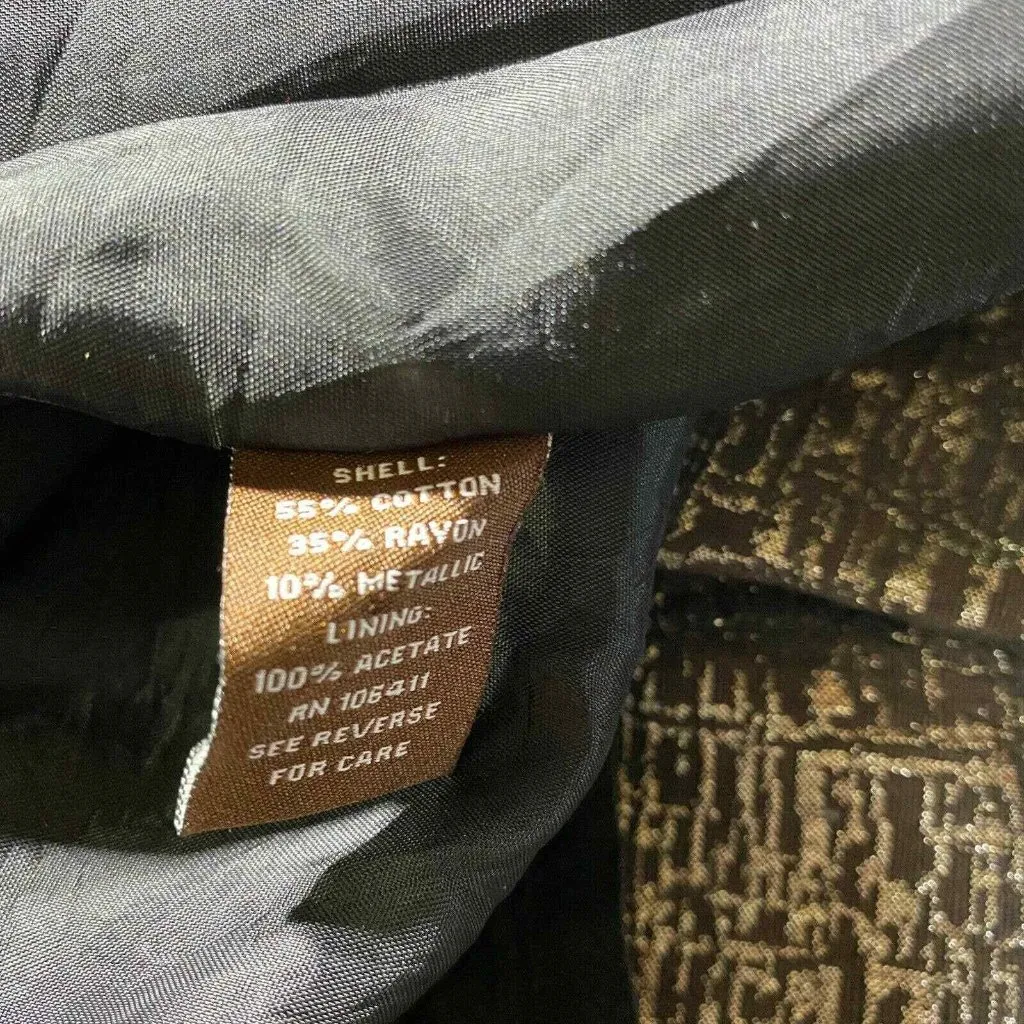 SHELL:
55% COTTON
35% RAYON
10% METALLIC
LINING:
100% ACETATE
RN 106411
SEE REVERSE
FOR CARE